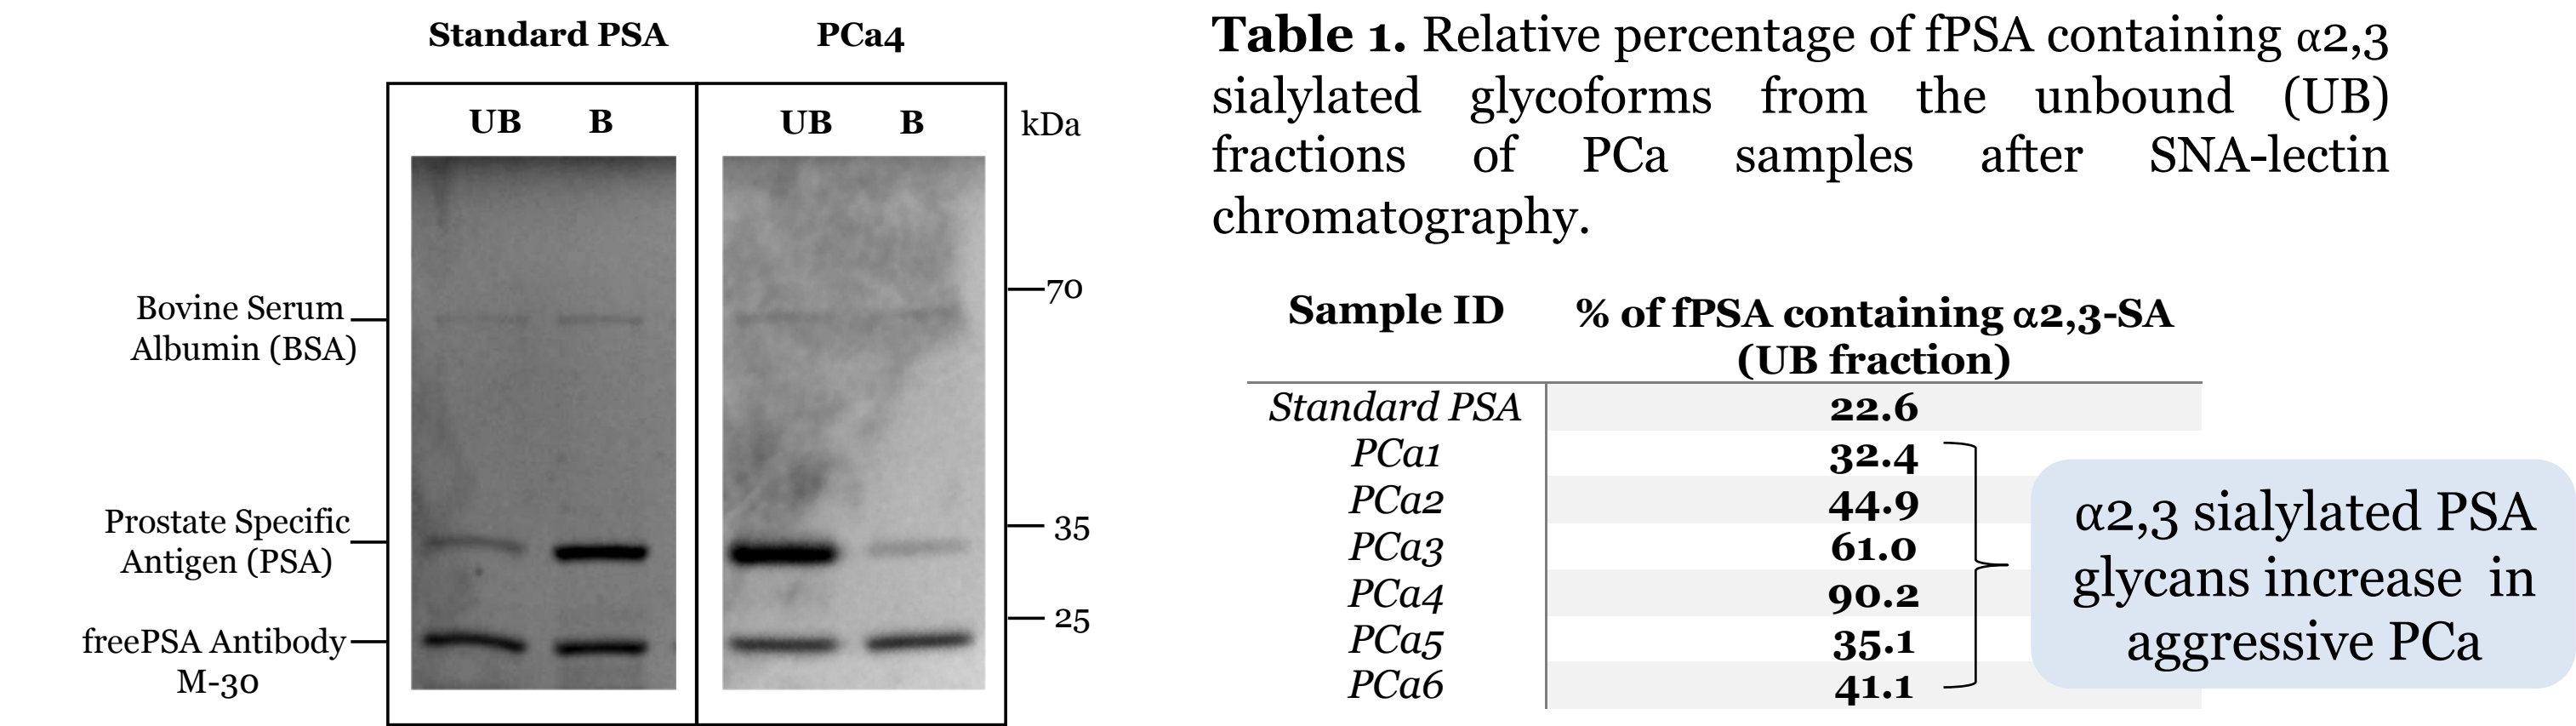 Standard PSA
PCa4
UB
B
UB
B
kDa
Bovine Serum
Albumin (BSA)
Prostate Specific
Antigen (PSA)
freePSA Antibody
M-30
70
35
25
Table 1. Relative percentage of fPSA containing α2,3
sialylated glycoforms from the unbound (UB)
fractions of PCa samples after SNA-lectin
chromatography.
Sample ID
% of fPSA containing α2,3-SA
(UB fraction)
Standard PSA 22.6
PCa1 32.4
PCa2 44.9
PCa3 61.0
PCa4 90.2
PCa5 35.1
PCa6 41.1
α2,3 sialylated PSA
glycans increase in
aggressive PCa